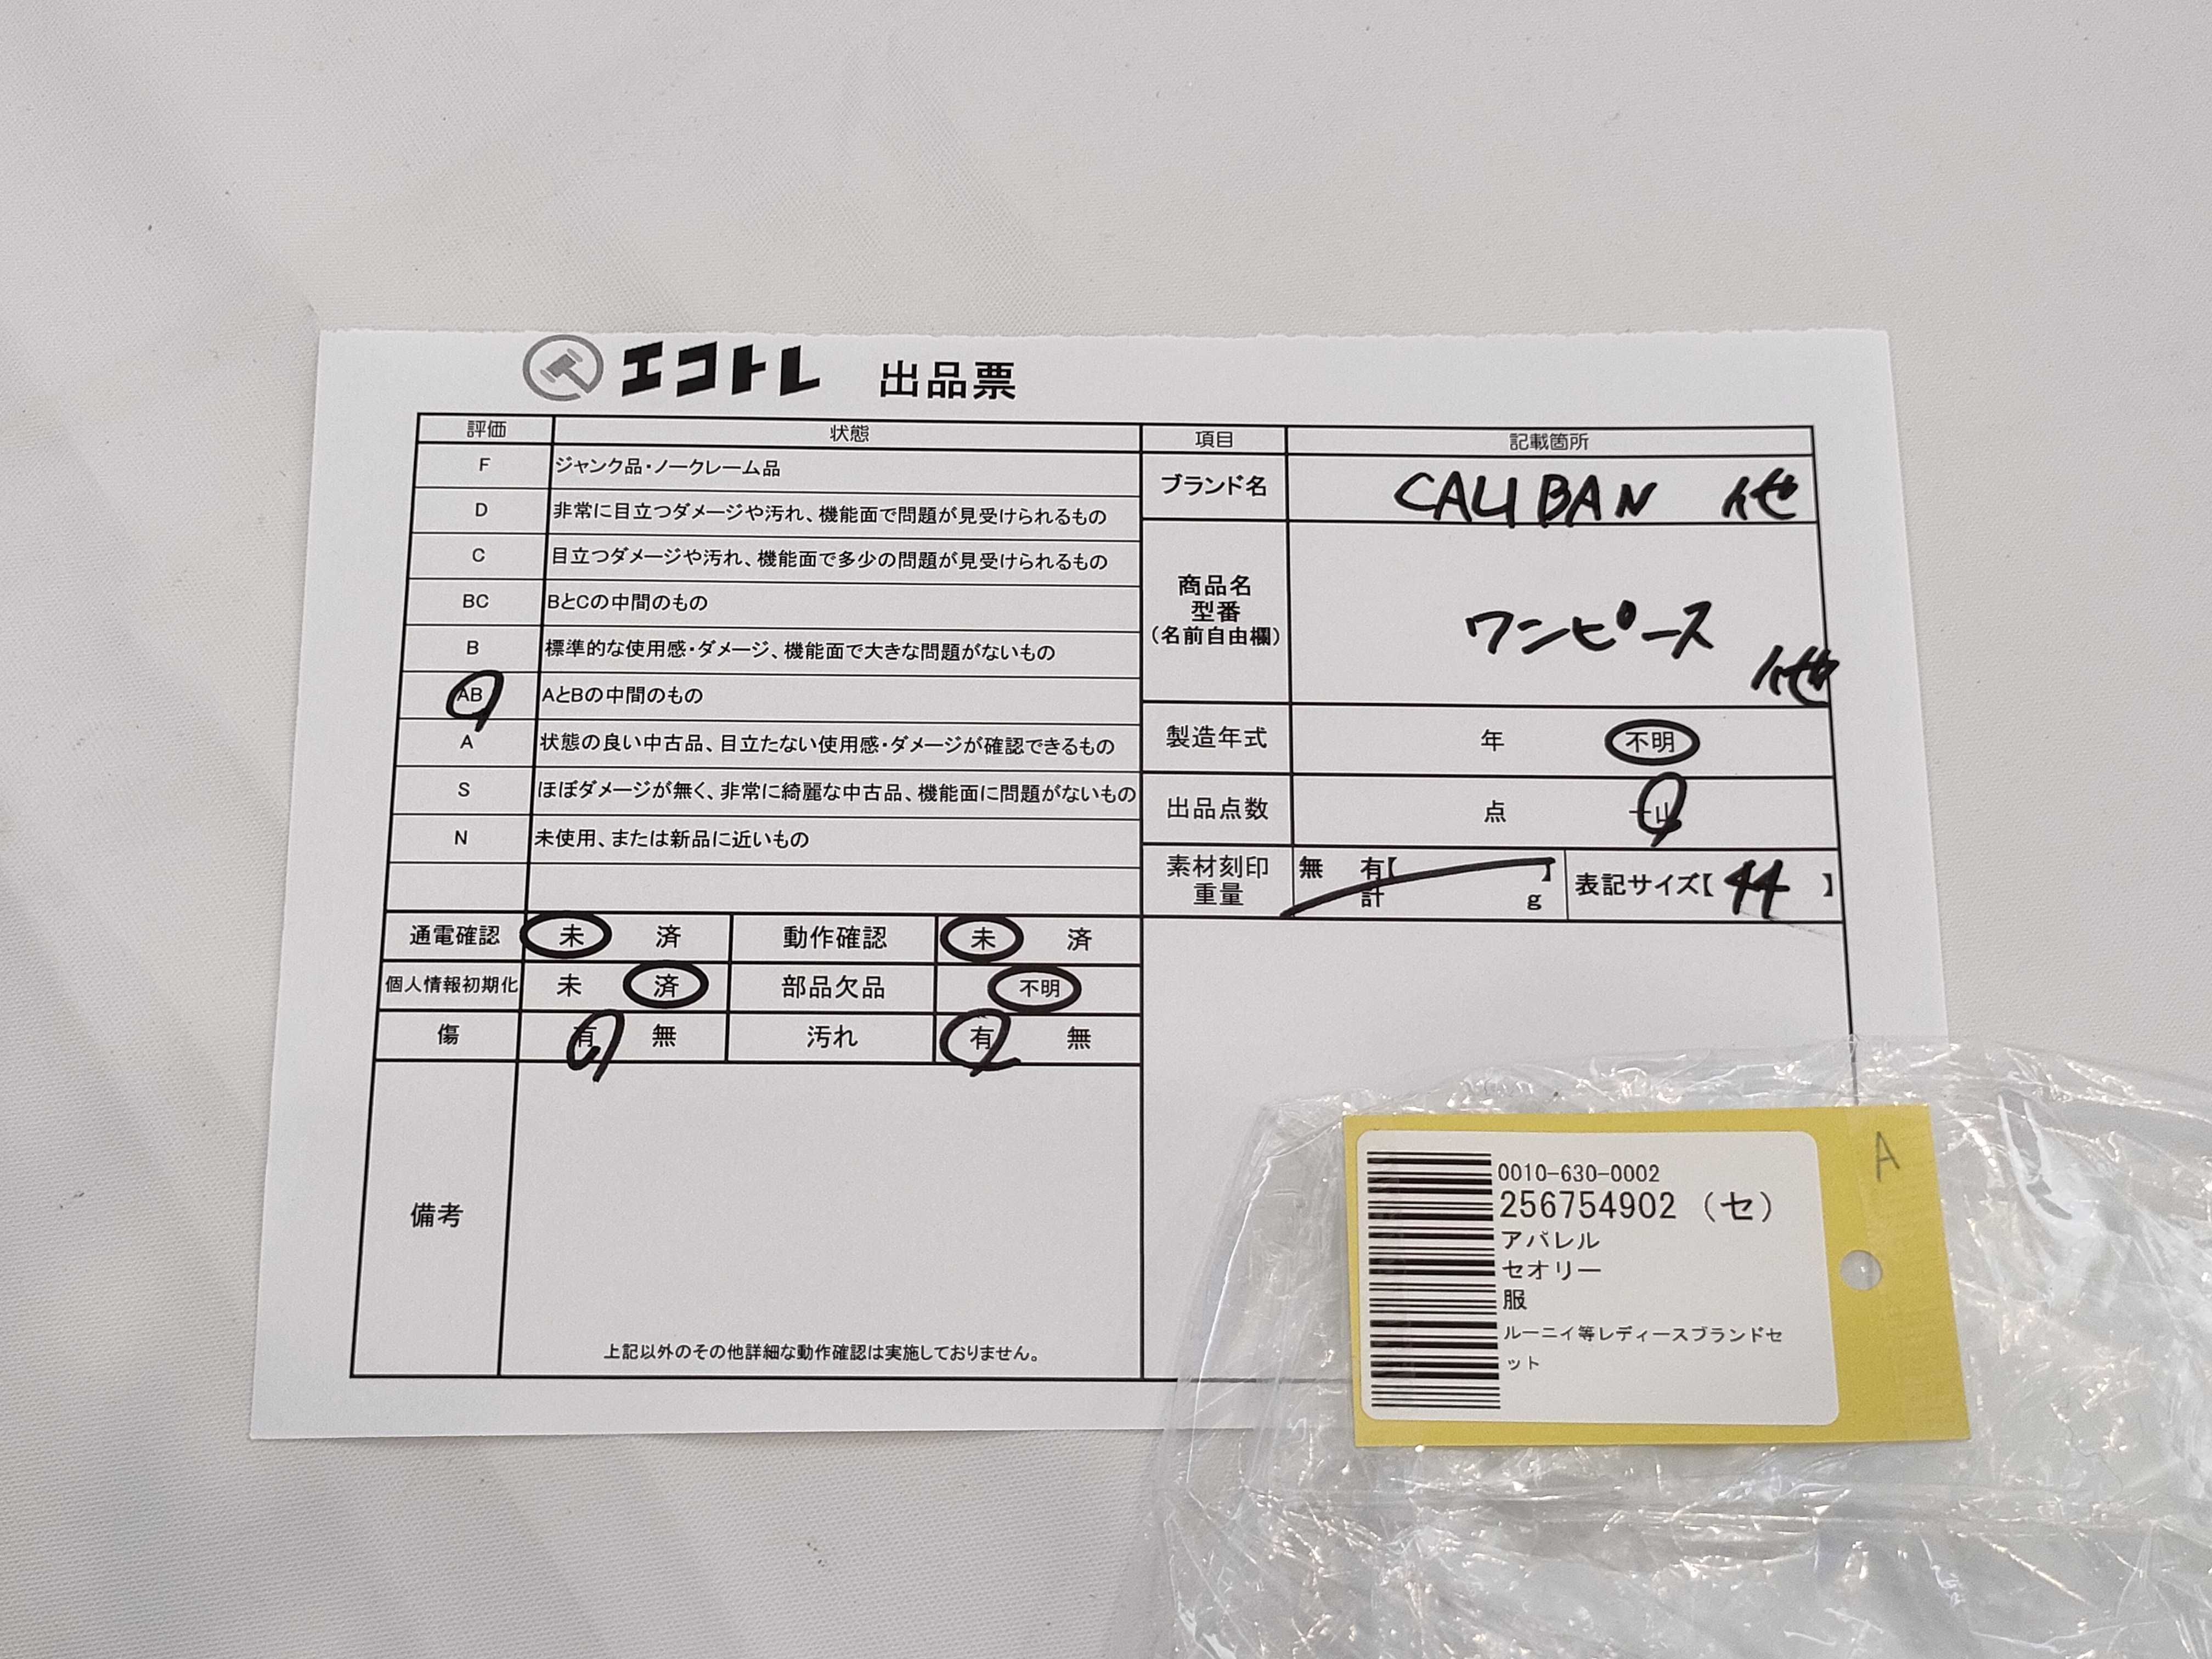 エコトレ 出品票
評価 状態
F ジャンク品・ノークレーム品
D 非常に目立つダメージや汚れ、機能面で問題が見受けられるもの
C 目立つダメージや汚れ、機能面で多少の問題が見受けられるもの
BC BとCの中間のもの
B 標準的な使用感・ダメージ、機能面で大きな問題がないもの
AB AとBの中間のもの
A 状態の良い中古品、目立たない使用感・ダメージが確認できるもの
S ほぼダメージが無く、非常に綺麗な中古品、機能面に問題がないもの
N 未使用、または新品に近いもの
通電確認 未 済 動作確認 未 済
個人情報初期化 未 済 部品欠品 不明
傷 有 無 汚れ 有 無
備考
上記以外のその他詳細な動作確認は実施しておりません。
項目 記載箇所
ブランド名 CALIBAN 他
商品名
型番
(名前自由欄)
ワンピース
他
製造年式 年 不明
出品点数 点 一山
素材刻印 無 有【 】
重量 計 g
表記サイズ【 44 】
A
0010-630-0002
256754902 (セ)
アパレル
セオリー
服
ルーニィ等レディースブランドセ
ット